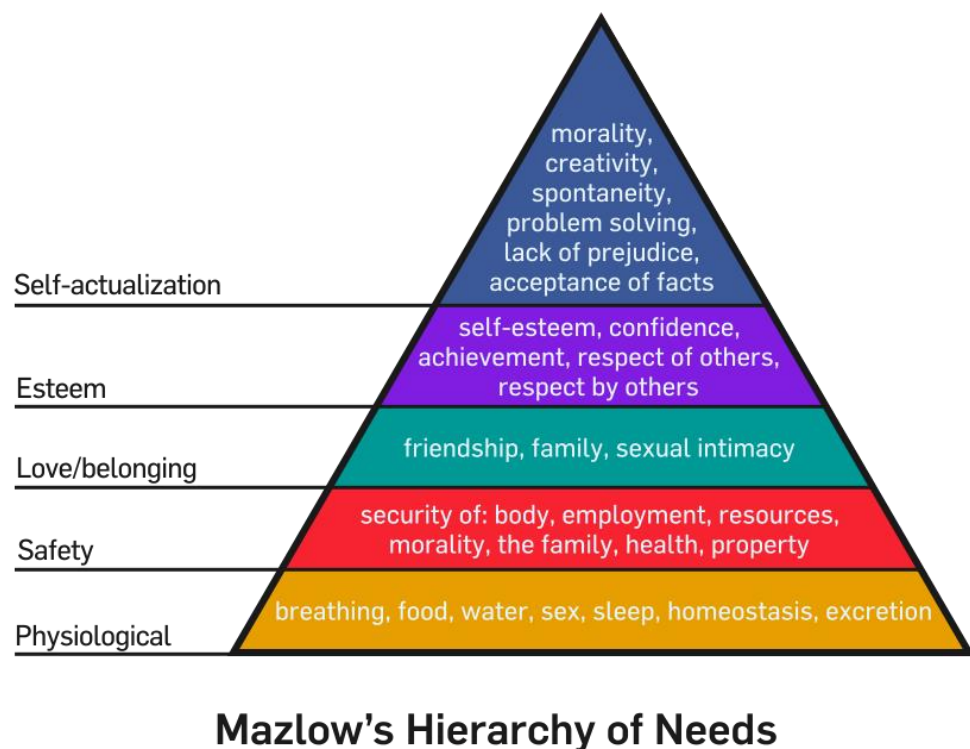 morality,
creativity,
spontaneity,
problem solving,
lack of prejudice,
acceptance of facts
Self-actualization
self-esteem, confidence,
achievement, respect of others,
respect by others
Esteem
friendship, family, sexual intimacy
Love/belonging
security of: body, employment, resources,
morality, the family, health, property
Safety
breathing, food, water, sex, sleep, homeostasis, excretion
Physiological
Mazlow's Hierarchy of Needs